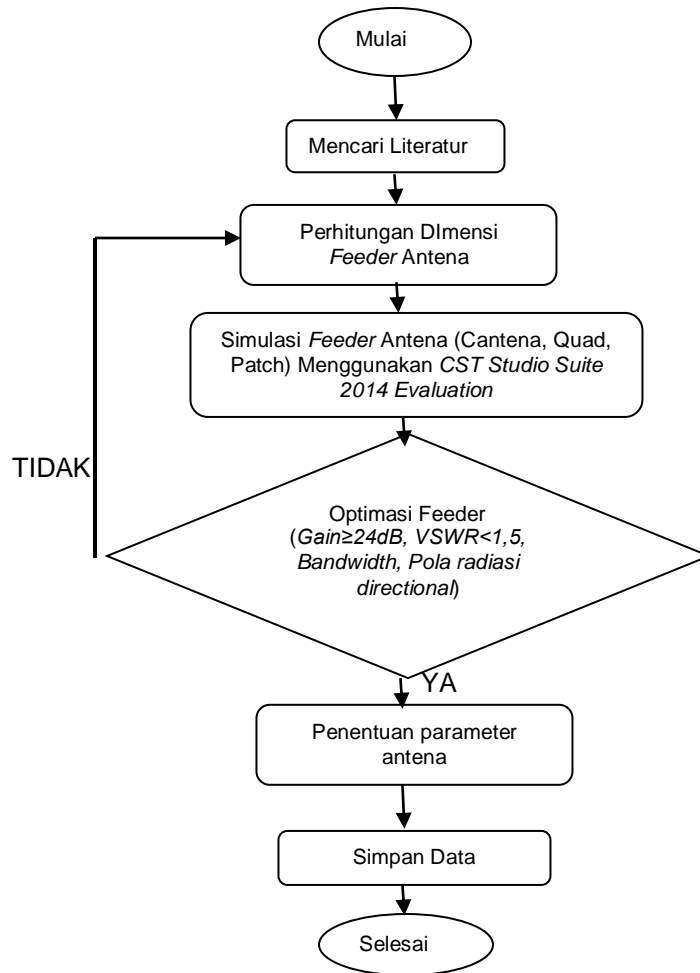 Mulai
Mencari Literatur
Perhitungan DImensi
Feeder Antena
Simulasi Feeder Antena (Cantena, Quad,
Patch) Menggunakan CST Studio Suite
2014 Evaluation
TIDAK
Optimasi Feeder
(Gain≥24dB, VSWR<1,5,
Bandwidth, Pola radiasi
directional)
YA
Penentuan parameter
antena
Simpan Data
Selesai